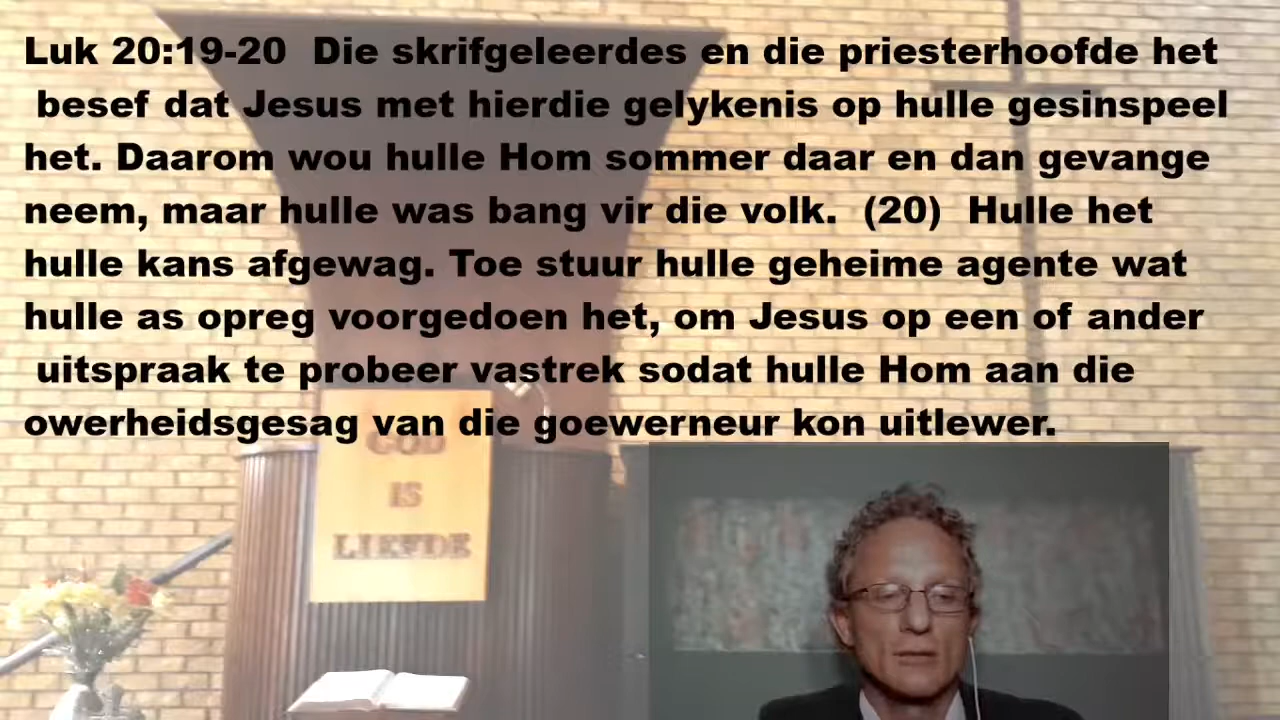 Luk 20:19-20  Die skrifgeleerdes en die priesterhoofde het
besef dat Jesus met hierdie gelykenis op hulle gesinspeel
het. Daarom wou hulle Hom sommer daar en dan gevange
neem, maar hulle was bang vir die volk.  (20)  Hulle het
hulle kans afgewag. Toe stuur hulle geheime agente wat
hulle as opreg voorgedoen het, om Jesus op een of ander
uitspraak te probeer vastrek sodat hulle Hom aan die
owerheidsgesag van die goewerneur kon uitlewer.
GOD
IS
LIEFDE